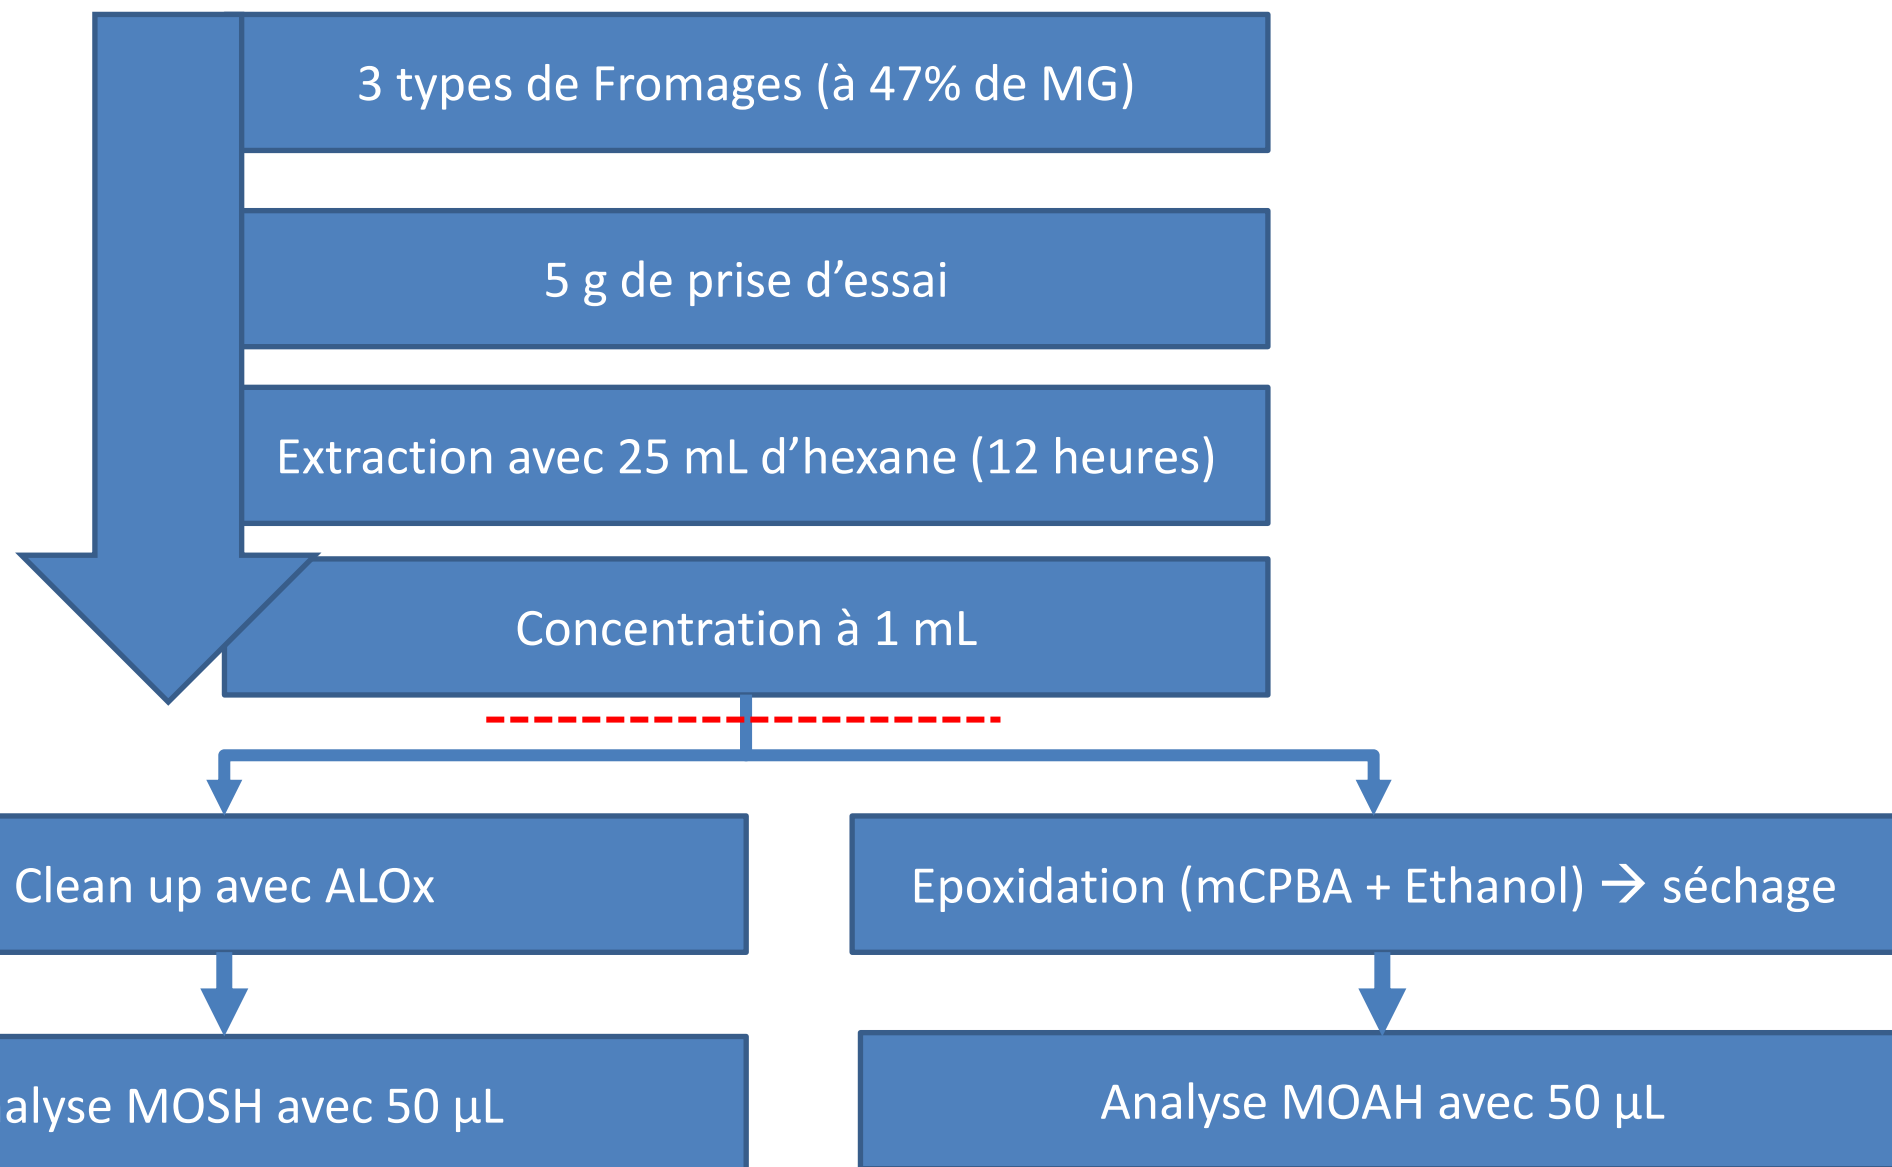 3 types de Fromages (à 47% de MG)
5 g de prise d’essai
Extraction avec 25 mL d’hexane (12 heures)
Concentration à 1 mL
Clean up avec ALOx
Epoxidation (mCPBA + Ethanol) → séchage
alyse MOSH avec 50 µL
Analyse MOAH avec 50 µL